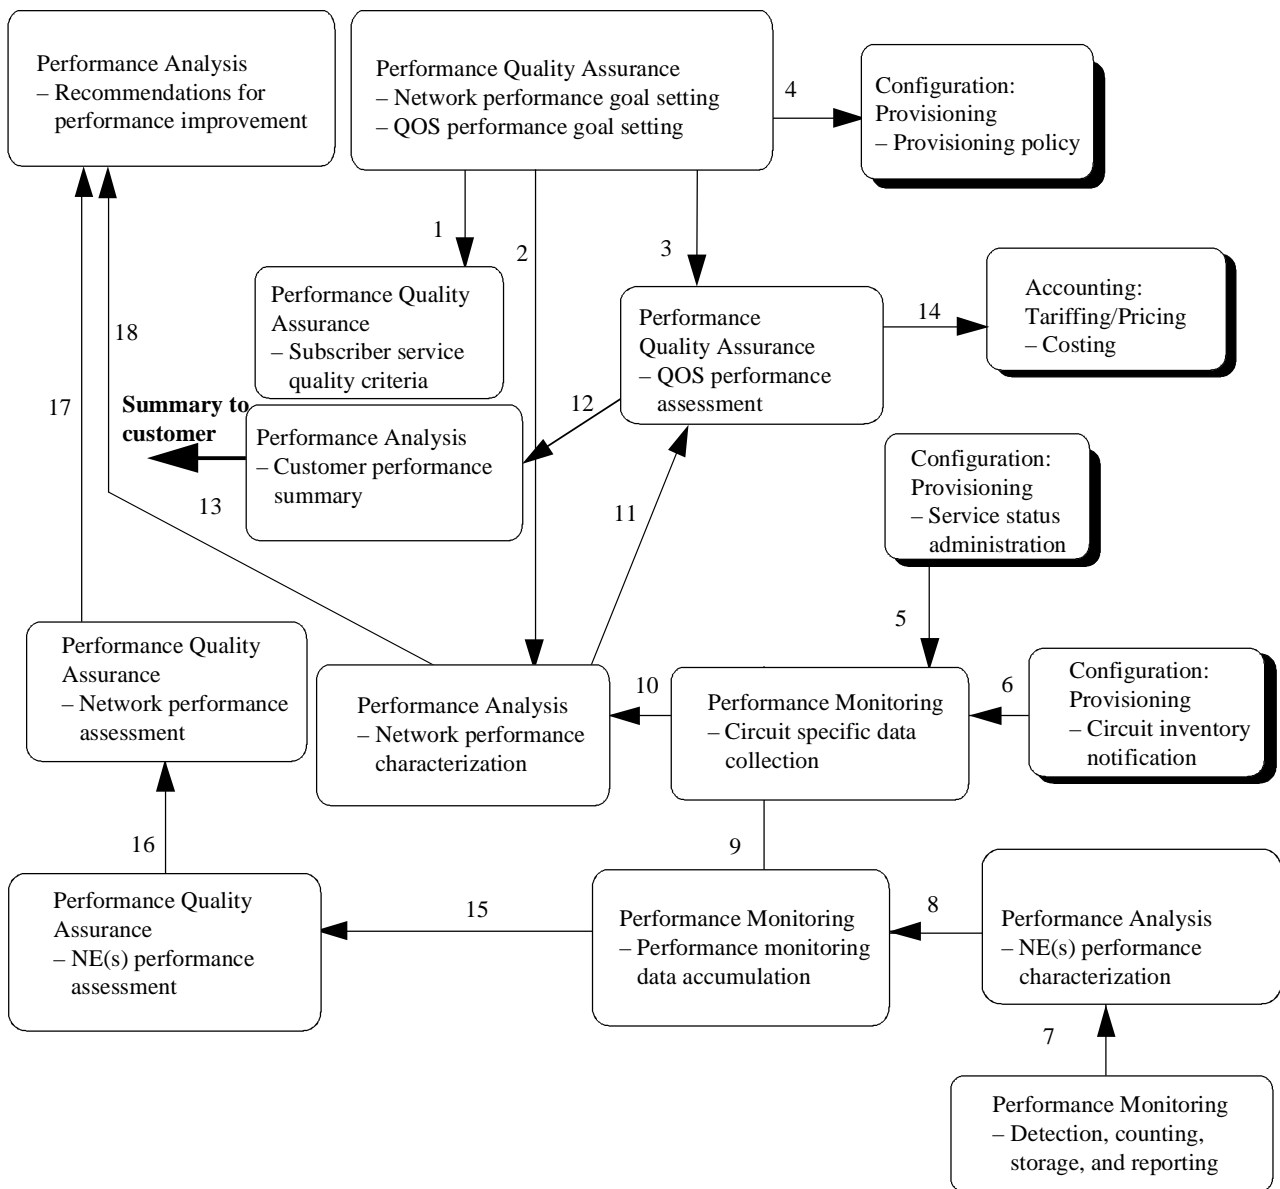 Performance Analysis
– Recommendations for
performance improvement
Performance Quality Assurance
– Network performance goal setting
– QOS performance goal setting
4
Configuration:
Provisioning
– Provisioning policy
1
2
3
Performance Quality
Assurance
– Subscriber service
quality criteria
Performance
Quality Assurance
– QOS performance
assessment
14
Accounting:
Tariffing/Pricing
– Costing
18
17
Summary to
customer
12
Performance Analysis
– Customer performance
summary
13
11
Configuration:
Provisioning
– Service status
administration
5
Performance Quality
Assurance
– Network performance
assessment
Performance Analysis
– Network performance
characterization
10
Performance Monitoring
– Circuit specific data
collection
6
Configuration:
Provisioning
– Circuit inventory
notification
16
9
Performance Quality
Assurance
– NE(s) performance
assessment
15
Performance Monitoring
– Performance monitoring
data accumulation
8
Performance Analysis
– NE(s) performance
characterization
7
Performance Monitoring
– Detection, counting,
storage, and reporting